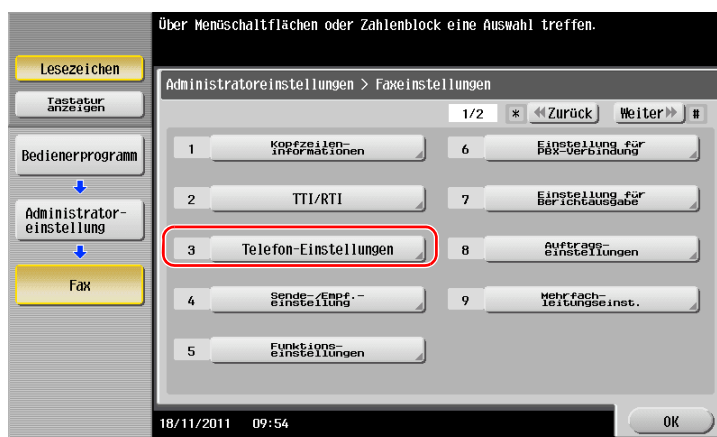 Über Menüschaltflächen oder Zahlenblock eine Auswahl treffen.
Lesezeichen
Tastatur
anzeigen
Bedienerprogramm
Administrator-
einstellung
Fax
Administratoreinstellungen > Faxeinstellungen
1/2 * Zurück Weiter #
1 Kopfzeilen-
informationen
2 TTI/RTI
3 Telefon-Einstellungen
4 Sende-/Empf.-
einstellung
5 Funktions-
einstellungen
6 Einstellung für
PBX-Verbindung
7 Einstellung für
Berichtausgabe
8 Auftrags-
einstellungen
9 Mehrfach-
leitungseinst.
18/11/2011 09:54
OK